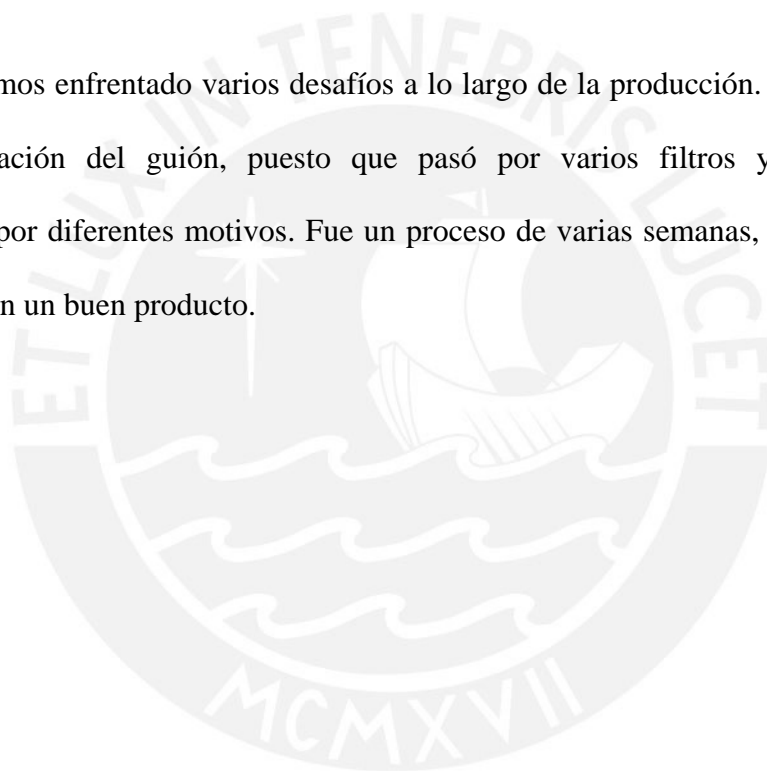 mos enfrentado varios desafíos a lo largo de la producción.
ación del guión, puesto que pasó por varios filtros y
por diferentes motivos. Fue un proceso de varias semanas,
n un buen producto.
ET LUX IN TENEBRIS LUCET
MCMXVII